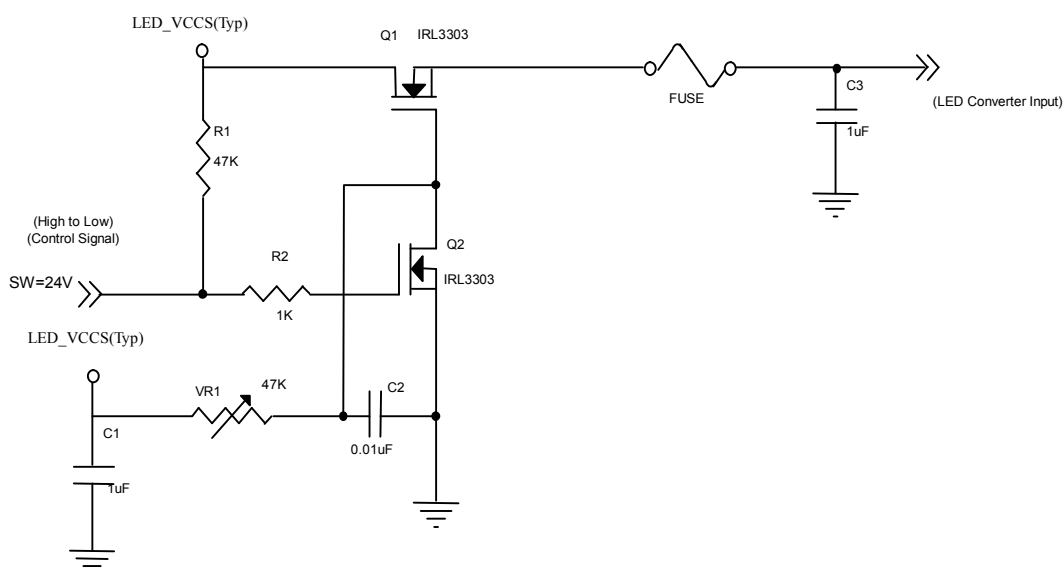 LED_VCCS(Typ)
Q1 IRL3303
FUSE
C3
(LED Converter Input)
1uF
R1
47K
(High to Low)
(Control Signal)
SW=24V
R2
1K
Q2
IRL3303
LED_VCCS(Typ)
VR1
47K
C2
0.01uF
C1
1uF